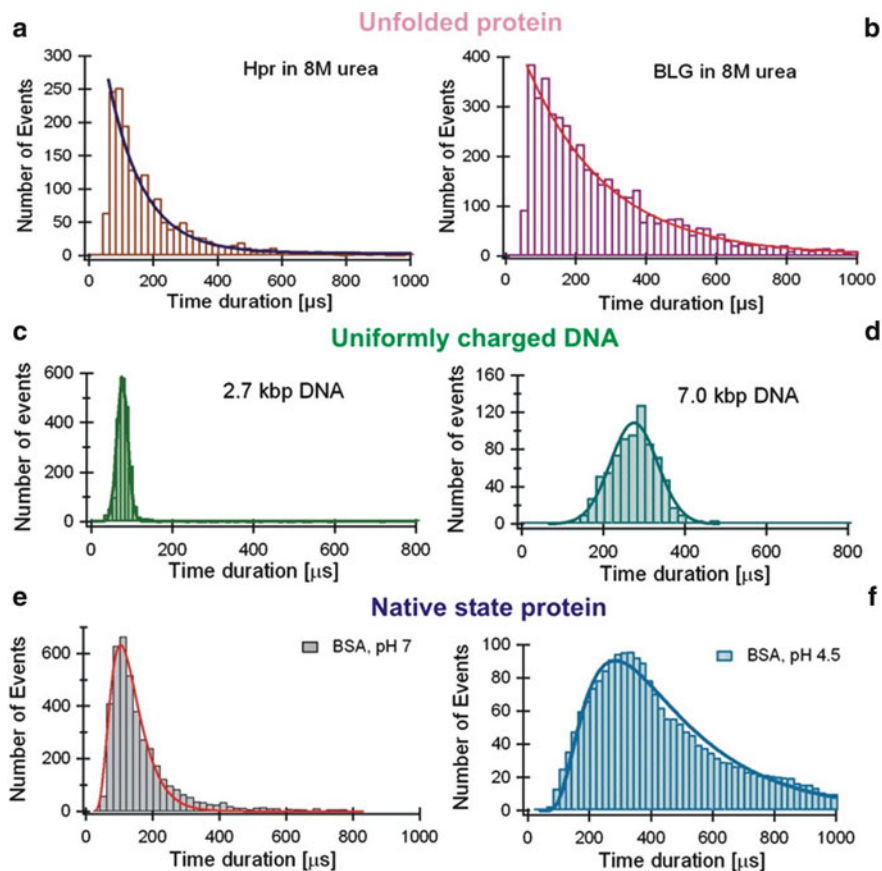 Unfolded protein
a
Hpr in 8M urea
Number of Events
300
250
200
150
100
50
0
0 200 400 600 800 1000
Time duration [µs]
b
BLG in 8M urea
Number of Events
400
300
200
100
0
0 200 400 600 800 1000
Time duration [µs]
Uniformly charged DNA
c
2.7 kbp DNA
Number of events
600
400
200
0
0 200 400 600 800
Time duration [µs]
d
7.0 kbp DNA
Number of events
160
120
80
40
0
0 200 400 600 800
Time duration [µs]
Native state protein
e
BSA, pH 7
Number of Events
600
400
200
0
0 200 400 600 800 1000
Time duration [µs]
f
BSA, pH 4.5
Number of Events
100
80
60
40
20
0
0 200 400 600 800 1000
Time duration [µs]